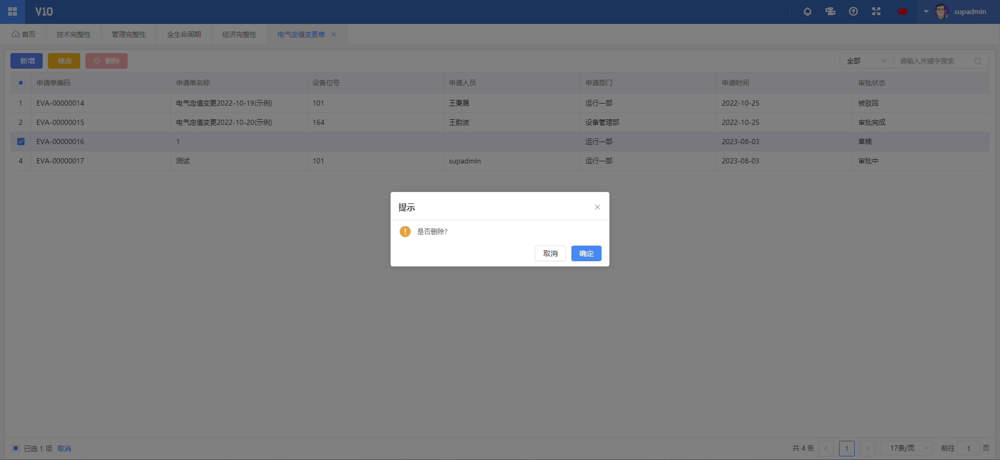 V10
supadmin
首页
技术完整性
管理完整性
全生命周期
经济完整性
电气定值变更单
新增
修改
删除
全部
请输入关键字搜索
申请单编码 申请单名称 设备位号 申请人员 申请部门 申请时间 审批状态
1 EVA-00000014 电气定值变更2022-10-19(示例) 101 王秉晟 运行一部 2022-10-25 被驳回
2 EVA-00000015 电气定值变更2022-10-20(示例) 164 王韵波 设备管理部 2022-10-25 审批完成
EVA-00000016 1 运行一部 2023-08-03 草稿
4 EVA-00000017 测试 101 supadmin 运行一部 2023-08-03 审批中
提示
是否删除?
取消
确定
已选 1 项 取消
共 4 条
1
17条/页
前往 1 页